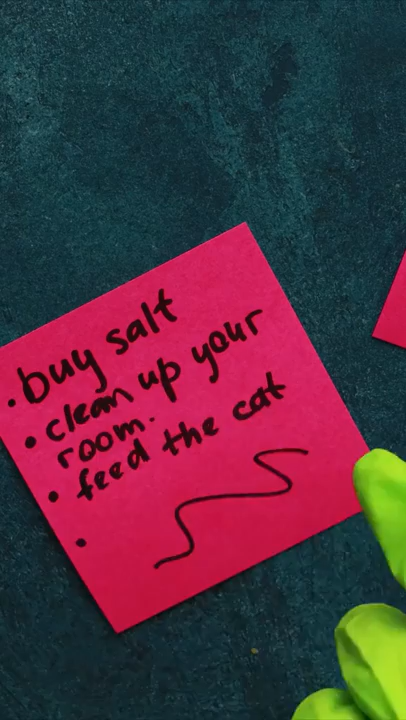 • buy salt
• clean up your
room.
• feed the cat
•